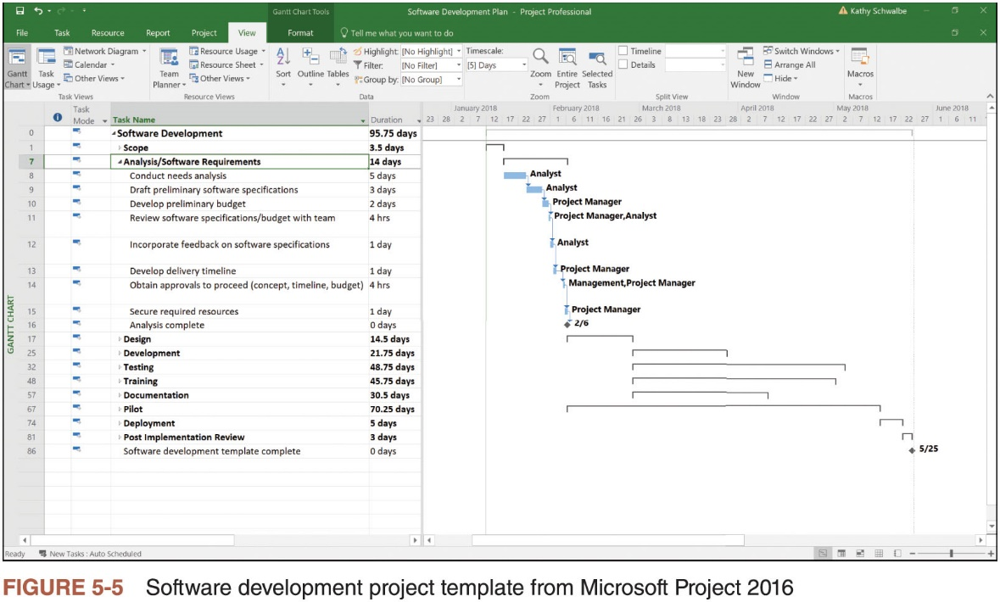 Gantt Chart Tools
Software Development Plan - Project Professional
Kathy Schwalbe
File Task Resource Report Project View Format Tell me what you want to do
Network Diagram
Calendar
Other Views
Gantt Chart
Task Usage
Task Views
Team Planner
Resource Usage
Resource Sheet
Other Views
Resource Views
Sort
Outline
Tables
Highlight: [No Highlight]
Filter: [No Filter]
Group by: [No Group]
Data
Timescale:
[5] Days
Zoom
Entire Project
Selected Tasks
Zoom
Timeline
Details
Split View
New Window
Switch Windows
Arrange All
Hide
Window
Macros
Macros
Task Mode Task Name Duration
January 2018 February 2018 March 2018 April 2018 May 2018 June 2018
23 28 2 7 12 17 22 27 1 6 11 16 21 26 3 8 13 18 23 28 2 7 12 17 22 27 2 7 12 17 22 27 1 6 11
0 Software Development 95.75 days
1 Scope 3.5 days
7 Analysis/Software Requirements 14 days
8 Conduct needs analysis 5 days Analyst
9 Draft preliminary software specifications 3 days Analyst
10 Develop preliminary budget 2 days Project Manager
11 Review software specifications/budget with team 4 hrs Project Manager,Analyst
12 Incorporate feedback on software specifications 1 day Analyst
13 Develop delivery timeline 1 day Project Manager
14 Obtain approvals to proceed (concept, timeline, budget) 4 hrs Management,Project Manager
15 Secure required resources 1 day Project Manager
16 Analysis complete 0 days 2/6
17 Design 14.5 days
25 Development 21.75 days
32 Testing 48.75 days
48 Training 45.75 days
57 Documentation 30.5 days
67 Pilot 70.25 days
74 Deployment 5 days
81 Post Implementation Review 3 days
86 Software development template complete 0 days 5/25
GANTT CHART
Ready New Tasks : Auto Scheduled
FIGURE 5-5 Software development project template from Microsoft Project 2016